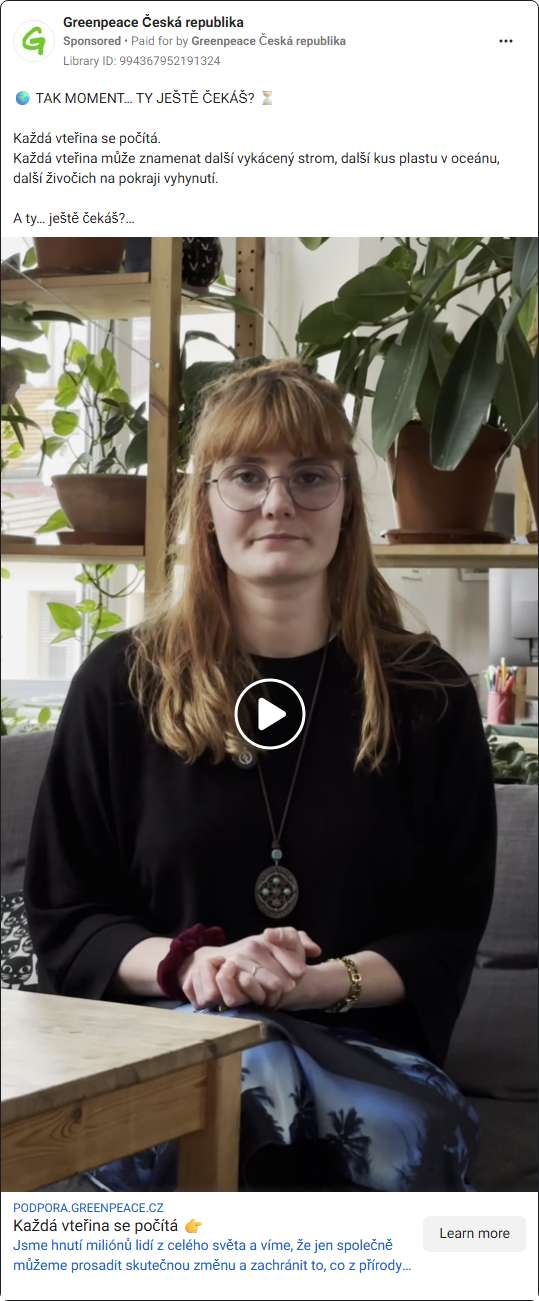 Greenpeace Česká republika
Sponsored • Paid for by Greenpeace Česká republika
Library ID: 994367952191324
🌍 TAK MOMENT… TY JEŠTĚ ČEKÁŠ? ⏳
Každá vteřina se počítá.
Každá vteřina může znamenat další vykácený strom, další kus plastu v oceánu,
další živočich na pokraji vyhynutí.
A ty… ještě čekáš?…
PODPORA.GREENPEACE.CZ
Každá vteřina se počítá 👉
Jsme hnutí miliónů lidí z celého světa a víme, že jen společně
můžeme prosadit skutečnou změnu a zachránit to, co z přírody…
Learn more